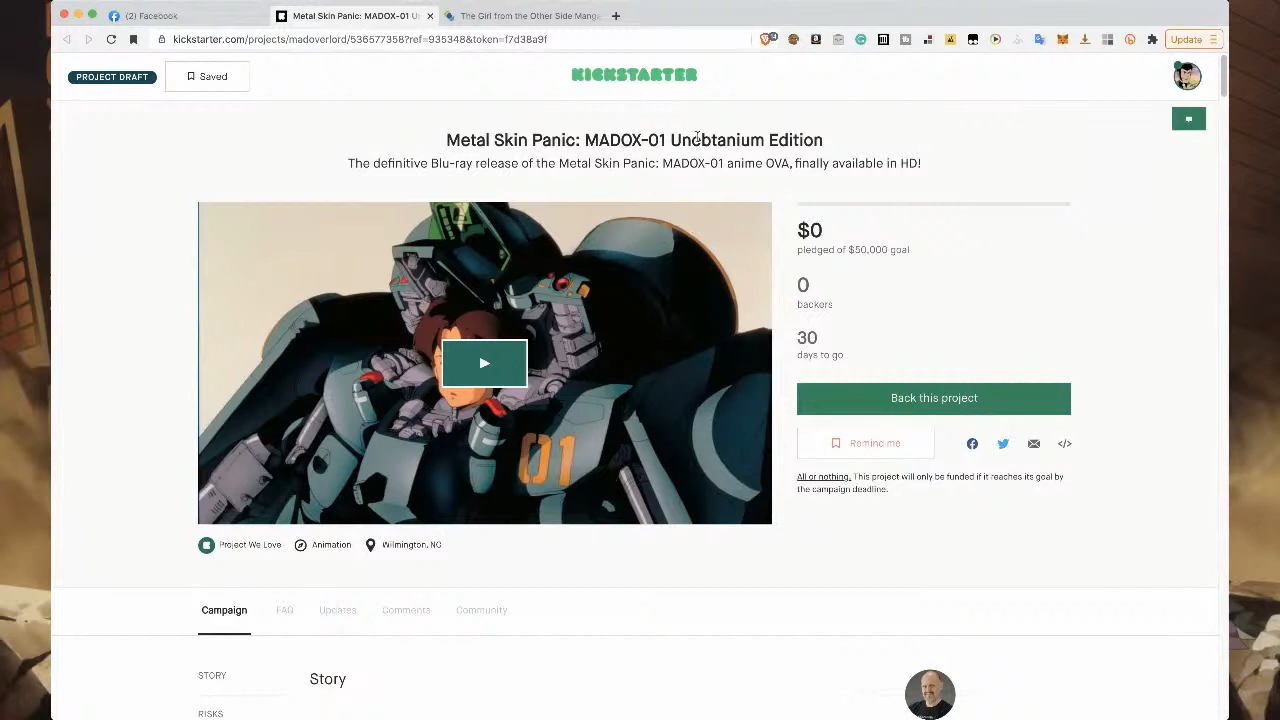 (2) Facebook
Metal Skin Panic: MADOX-01 U
The Girl from the Other Side Mang
kickstarter.com/projects/madoverlord/536577358?ref=935348&token=f7d38a9f
Update
PROJECT DRAFT
Saved
KICKSTARTER
Metal Skin Panic: MADOX-01 Unobtanium Edition
The definitive Blu-ray release of the Metal Skin Panic: MADOX-01 anime OVA, finally available in HD!
$0
pledged of $50,000 goal
0
backers
30
days to go
Back this project
Remind me
</>
All or nothing. This project will only be funded if it reaches its goal by
the campaign deadline.
01
Project We Love
Animation
Wilmington, NC
Campaign
FAQ
Updates
Comments
Community
STORY
Story
RISKS